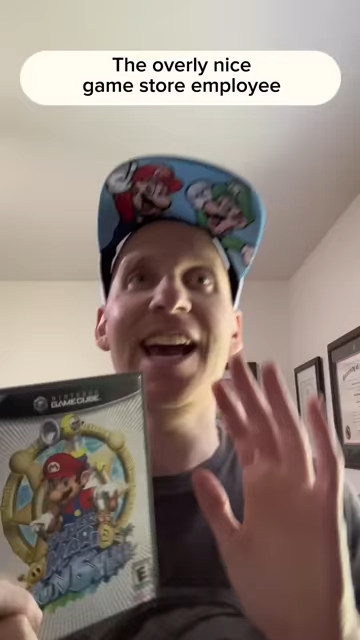 The overly nice
game store employee
NINTENDO
GAMECUBE
SUPER
MARIO
SUNSHINE
E